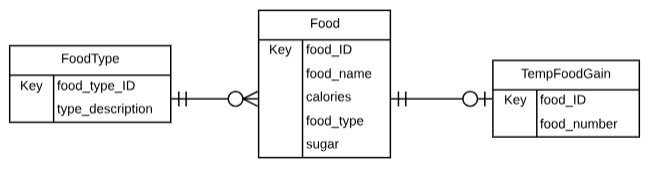 FoodType
Key food_type_ID
type_description
Food
Key food_ID
food_name
calories
food_type
sugar
TempFoodGain
Key food_ID
food_number